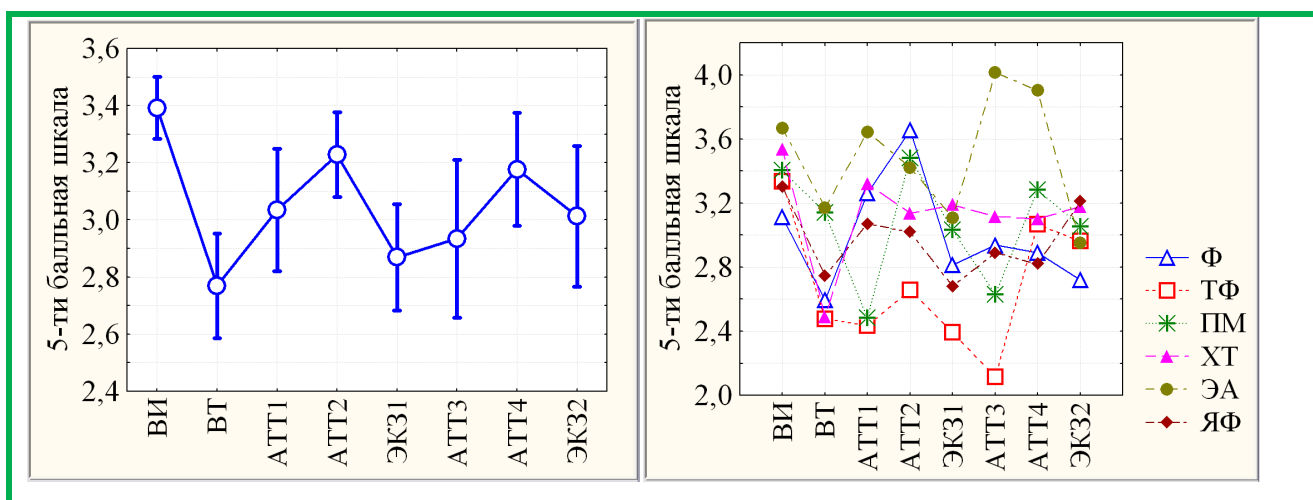 5-ти балльная шкала
3,6
3,4
3,2
3,0
2,8
2,6
2,4
ВИ
ВТ
АТТ1
АТТ2
ЭКЗ1
АТТ3
АТТ4
ЭКЗ2
5-ти балльная шкала
4,0
3,6
3,2
2,8
2,4
2,0
ВИ
ВТ
АТТ1
АТТ2
ЭКЗ1
АТТ3
АТТ4
ЭКЗ2
Ф
ТФ
ПМ
ХТ
ЭА
ЯФ